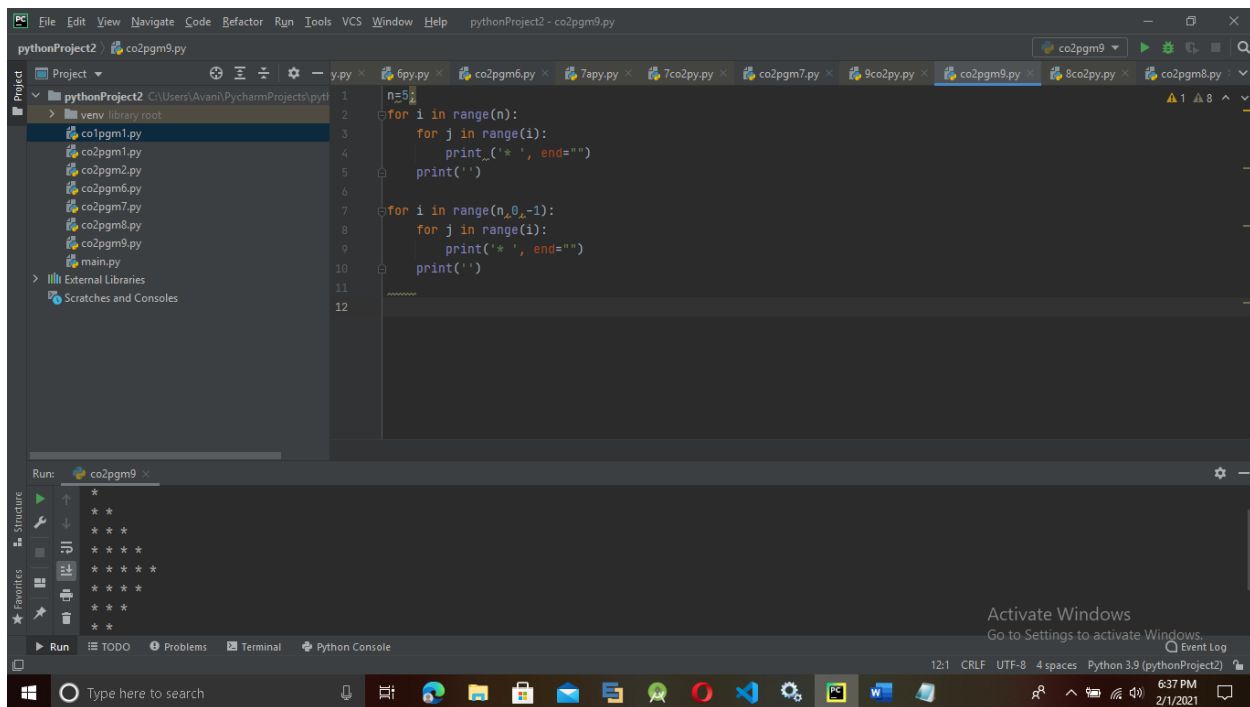 File Edit View Navigate Code Refactor Run Tools VCS Window Help pythonProject2 - co2pgm9.py
pythonProject2 co2pgm9.py co2pgm9
Project y.py 6py.py co2pgm6.py 7apy.py 7co2py.py co2pgm7.py 9co2py.py co2pgm9.py 8co2py.py co2pgm8.py
pythonProject2 C:\Users\Avani\PycharmProjects\pyth
venv library root
co1pgm1.py
co2pgm1.py
co2pgm2.py
co2pgm6.py
co2pgm7.py
co2pgm8.py
co2pgm9.py
main.py
External Libraries
Scratches and Consoles
1 n=5;
2 for i in range(n):
3 for j in range(i):
4 print ('* ', end="")
5 print('')
6
7 for i in range(n,0,-1):
8 for j in range(i):
9 print('* ', end="")
10 print('')
11
12
1 8
Project
Structure
Favorites
Run: co2pgm9
*
* *
* * *
* * * *
* * * * *
* * * *
* * *
* *
Activate Windows
Go to Settings to activate Windows.
Run TODO Problems Terminal Python Console Event Log
12:1 CRLF UTF-8 4 spaces Python 3.9 (pythonProject2)
Type here to search
6:37 PM
2/1/2021